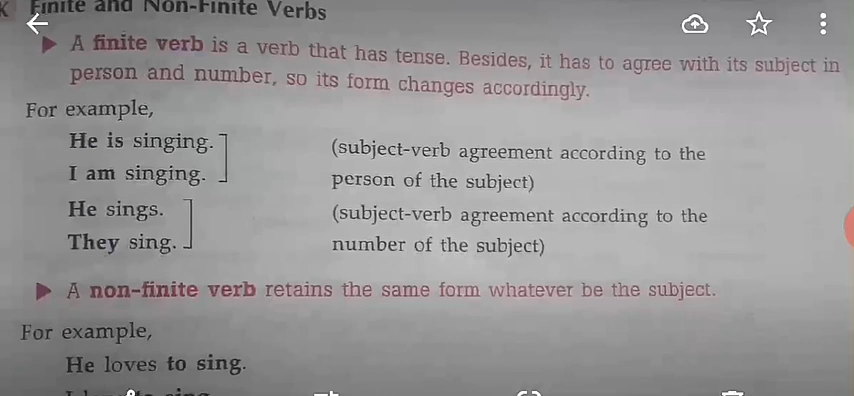 Finite and Non-Finite Verbs
▶ A finite verb is a verb that has tense. Besides, it has to agree with its subject in
person and number, so its form changes accordingly.
For example,
He is singing.
I am singing.
(subject-verb agreement according to the
person of the subject)
He sings.
They sing.
(subject-verb agreement according to the
number of the subject)
▶ A non-finite verb retains the same form whatever be the subject.
For example,
He loves to sing.